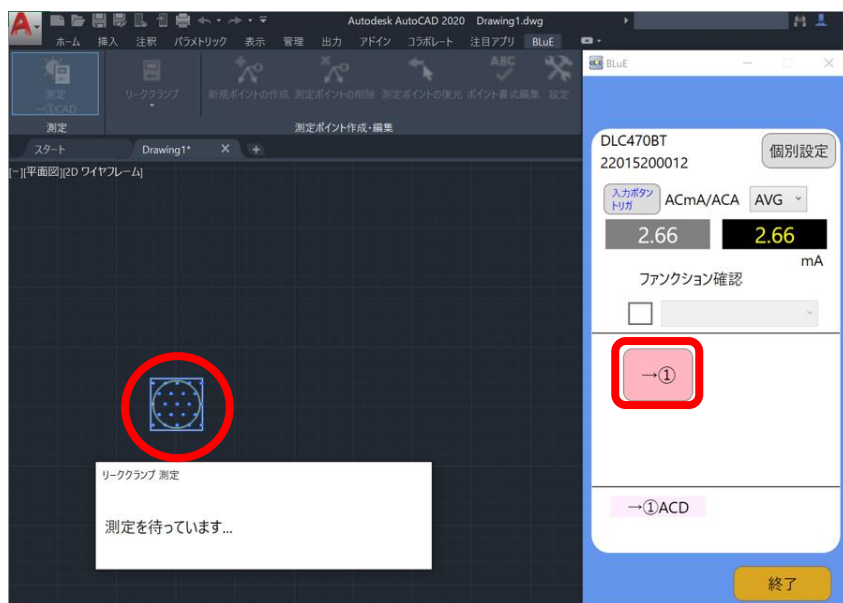 A
Autodesk AutoCAD 2020 Drawing1.dwg
ホーム 挿入 注釈 パラメトリック 表示 管理 出力 アドイン コラボレート 注目アプリ BLuE
測定
→①CAD
リーククランプ
新規ポイントの作成 測定ポイントの削除 測定ポイントの復元
ABC
ポイント書式編集 設定
測定
測定ポイント作成・編集
スタート Drawing1* X +
[−][平面図][2D ワイヤフレーム]
リーククランプ 測定
測定を待っています...
BLE BLuE
DLC470BT
22015200012
個別設定
入力ボタン
トリガ
ACmA/ACA AVG
2.66 2.66
mA
ファンクション確認
→①
→①ACD
終了